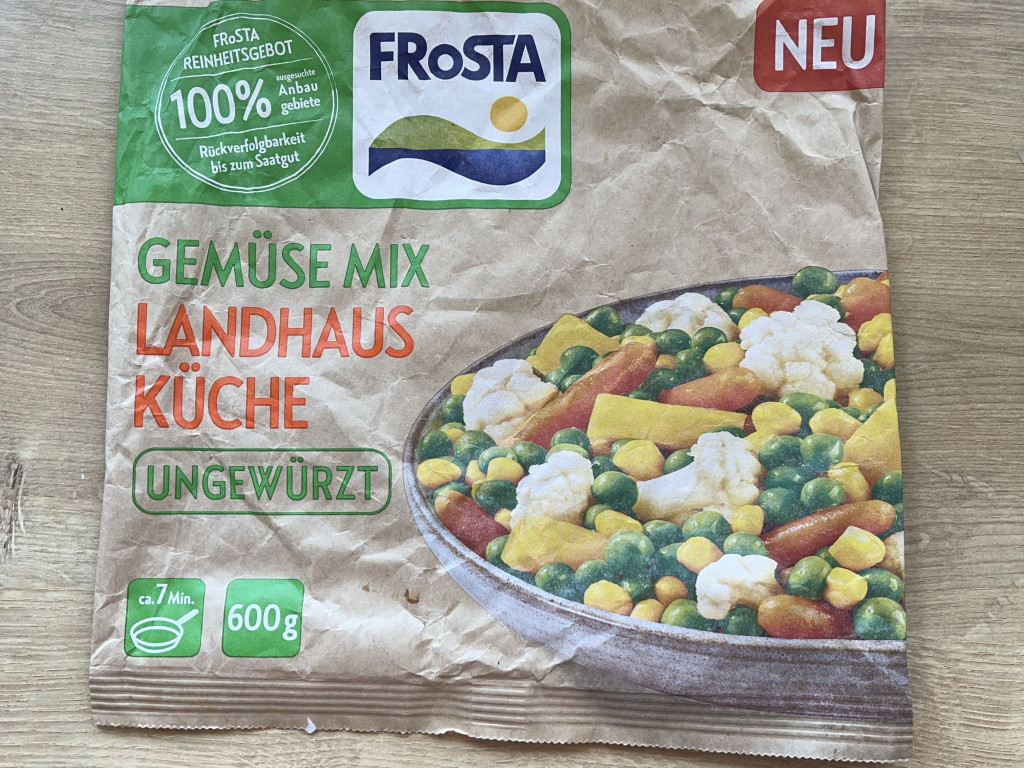 FRoSTA
REINHEITSGEBOT
100% ausgesuchte
Anbau
gebiete
Rückverfolgbarkeit
bis zum Saatgut
FRoSTA
NEU
GEMÜSE MIX
LANDHAUS
KÜCHE
UNGEWÜRZT
ca. 7 Min.
600 g